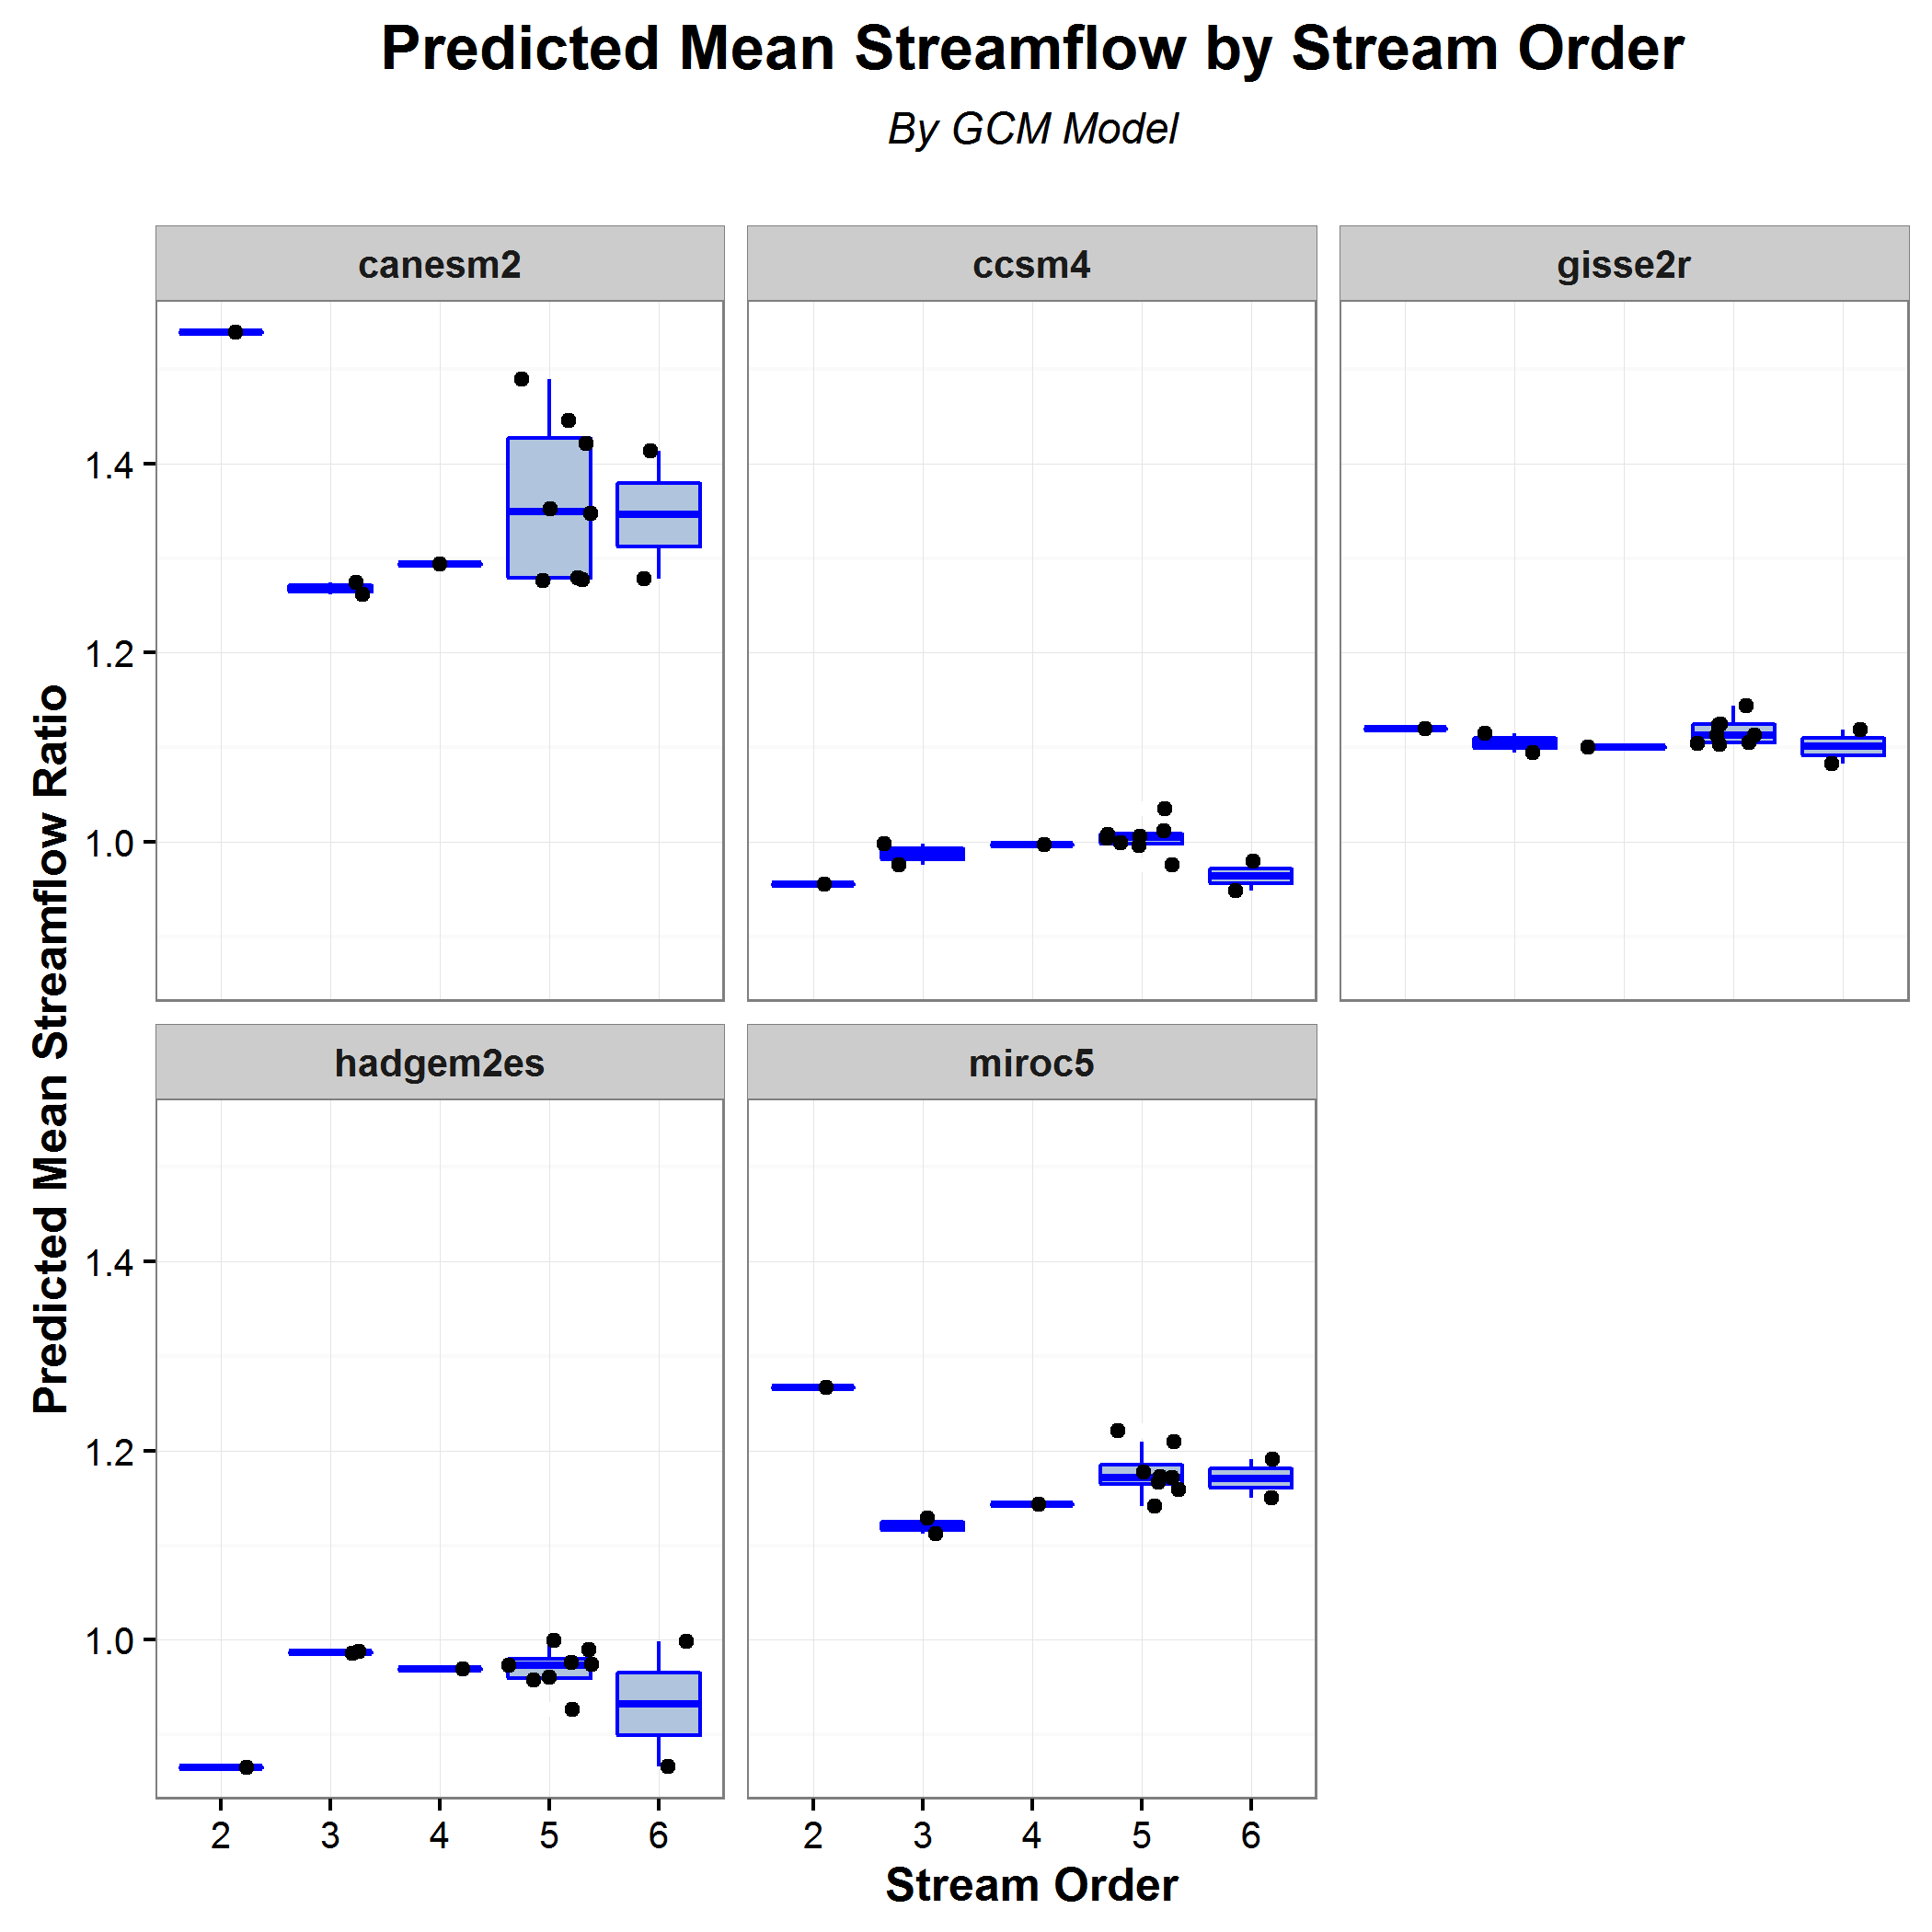 Predicted Mean Streamflow by Stream Order
By GCM Model
canesm2
ccsm4
gisse2r
1.4
1.2
1.0
Predicted Mean Streamflow Ratio
hadgem2es
miroc5
1.4
1.2
1.0
2 3 4 5 6
2 3 4 5 6
Stream Order